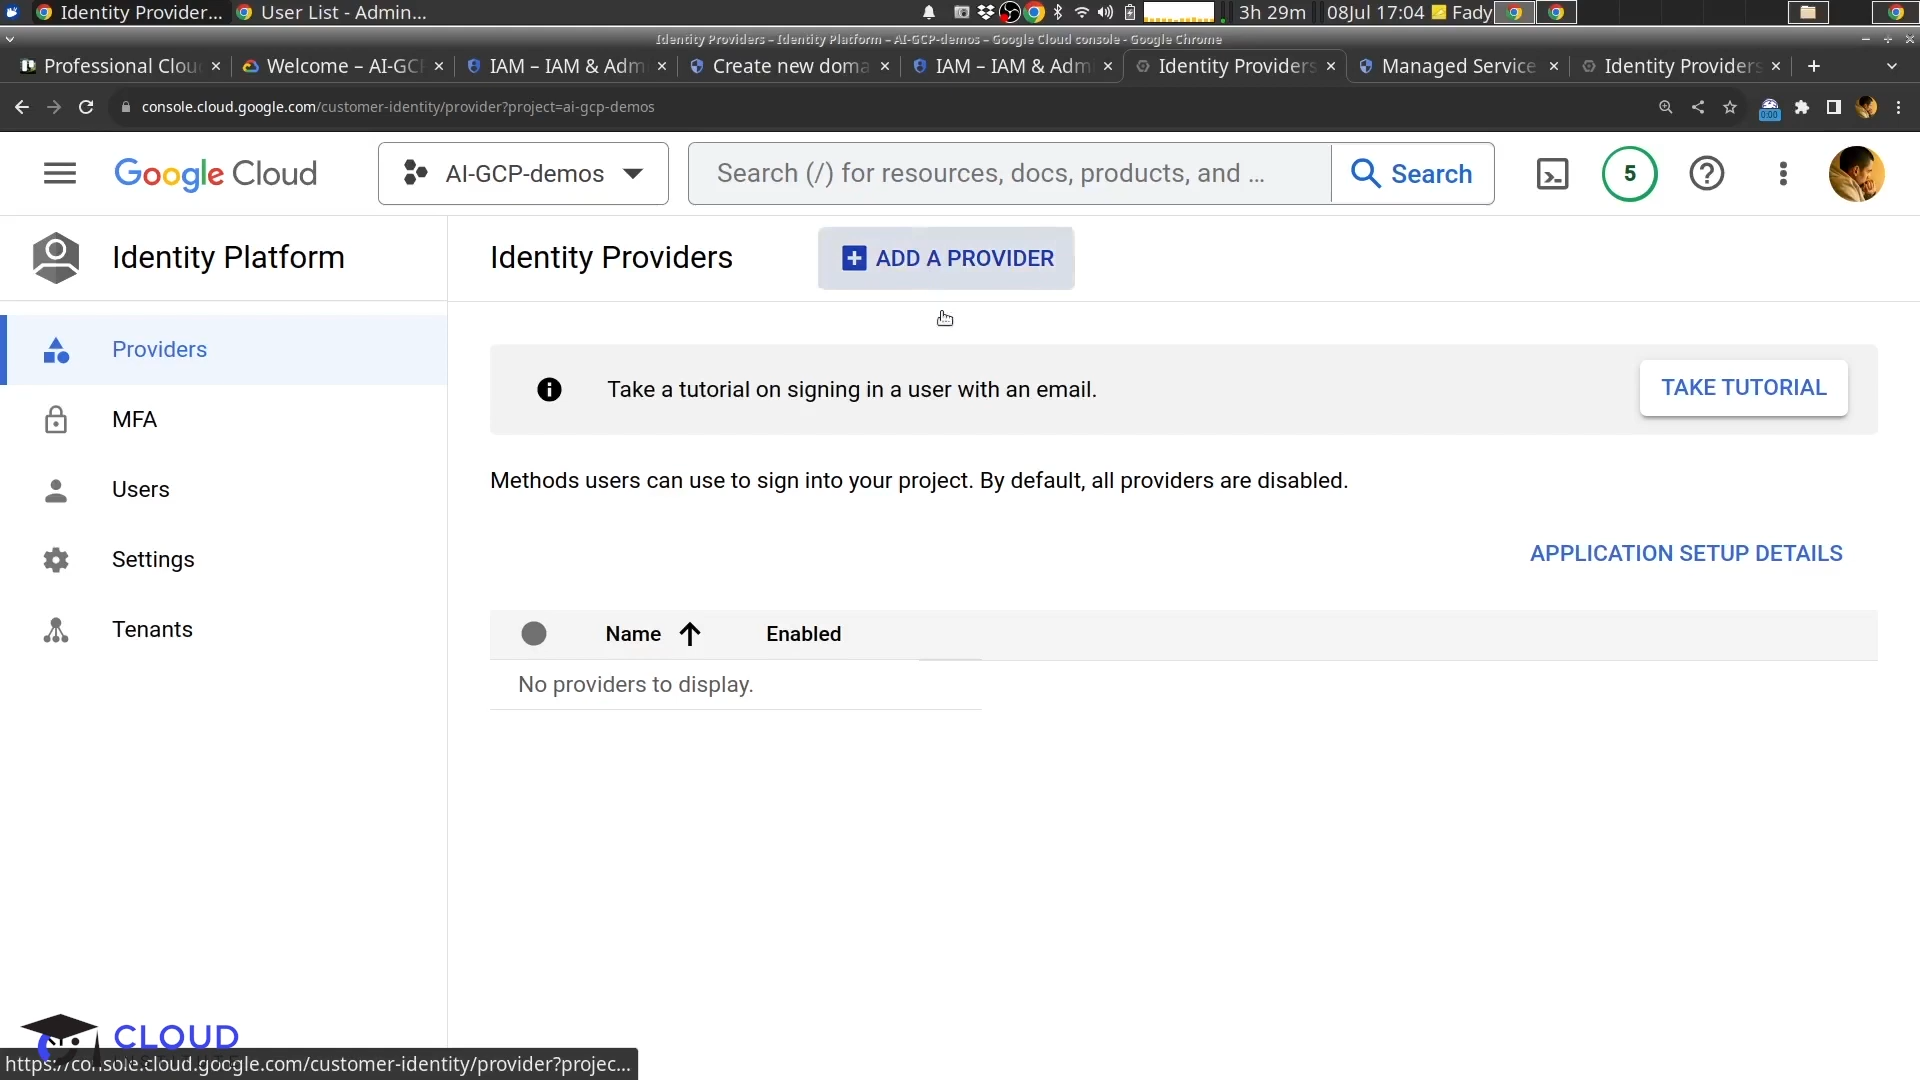 Identity Provider...
User List - Admin...
3h 29m
08Jul 17:04
Fady
Identity Providers – Identity Platform – AI-GCP-demos – Google Cloud console - Google Chrome
Professional Clou
Welcome – AI-GC
IAM – IAM & Adm
Create new doma
IAM – IAM & Adm
Identity Providers
Managed Service
Identity Providers
console.cloud.google.com/customer-identity/provider?project=ai-gcp-demos
0:00
Google Cloud
AI-GCP-demos
Search (/) for resources, docs, products, and ...
Search
5
Identity Platform
Identity Providers
ADD A PROVIDER
Providers
MFA
Users
Settings
Tenants
Take a tutorial on signing in a user with an email.
TAKE TUTORIAL
Methods users can use to sign into your project. By default, all providers are disabled.
APPLICATION SETUP DETAILS
Name
Enabled
No providers to display.
CLOUD
https://console.cloud.google.com/customer-identity/provider?projec...